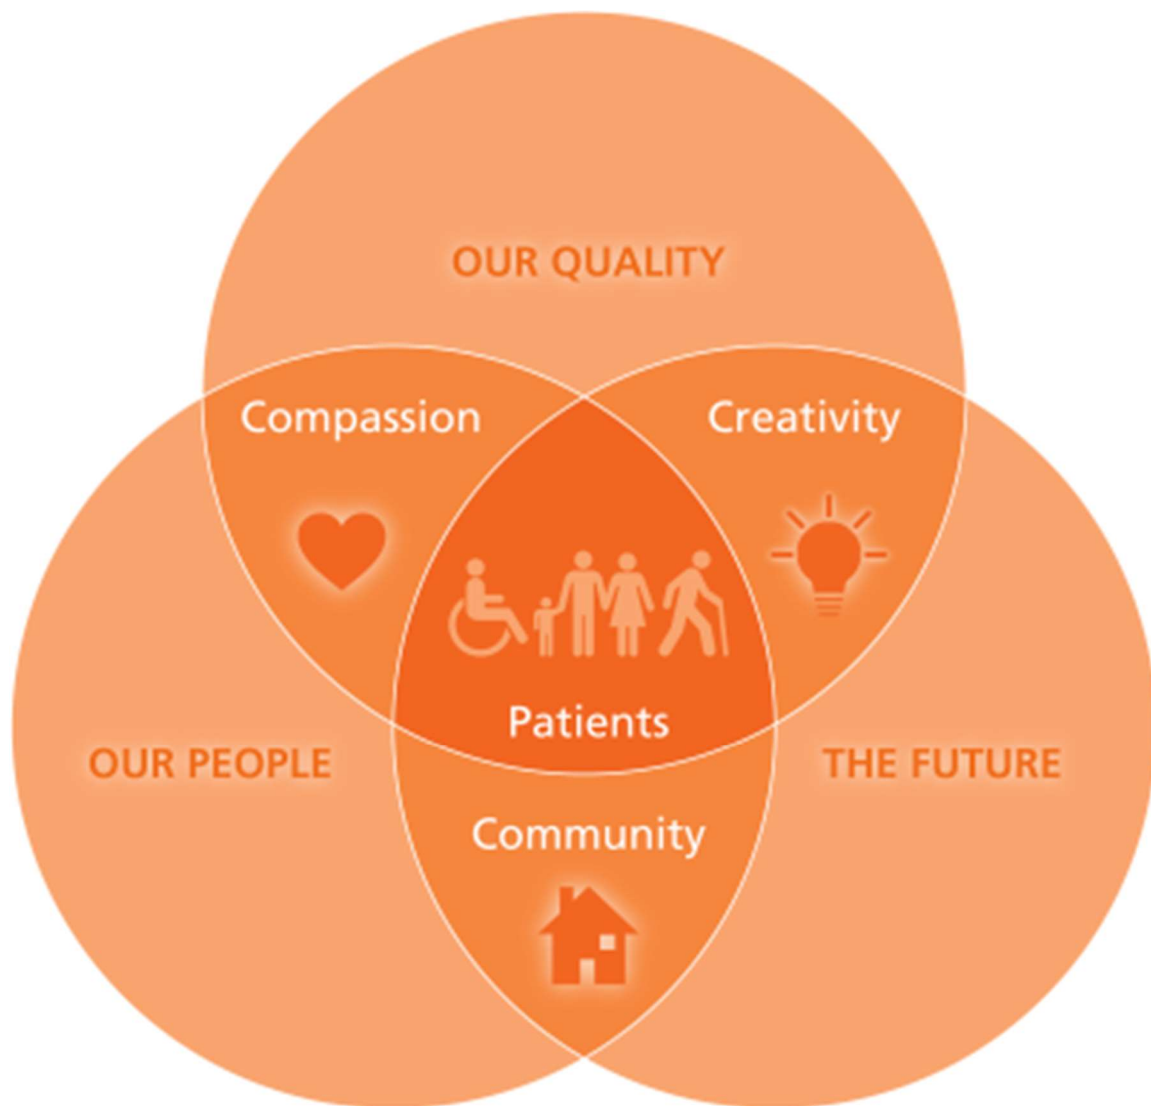 OUR QUALITY
Compassion
Creativity
Patients
OUR PEOPLE
THE FUTURE
Community